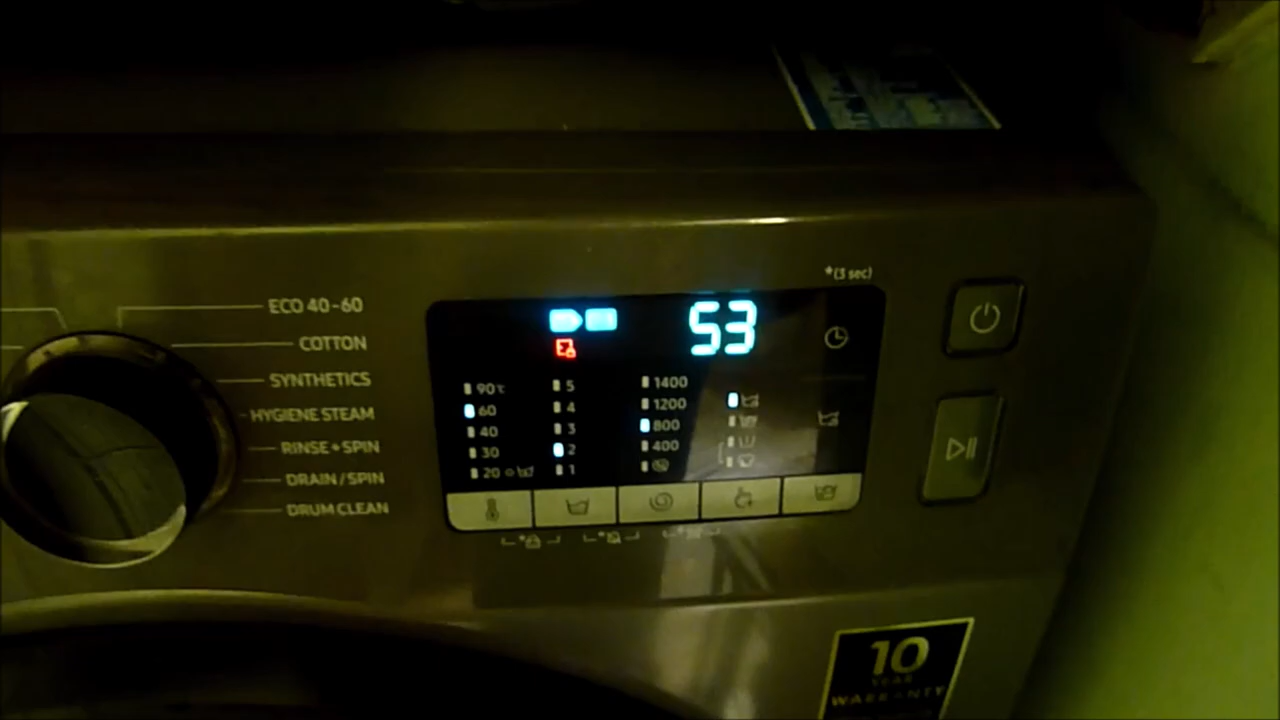 *(3 sec)
ECO 40-60
COTTON
SYNTHETICS
HYGIENE STEAM
RINSE+SPIN
DRAIN/SPIN
DRUM CLEAN
53
90℃
60
40
30
20
5
4
3
2
1
1400
1200
800
400
10
YEAR
WARRANTY